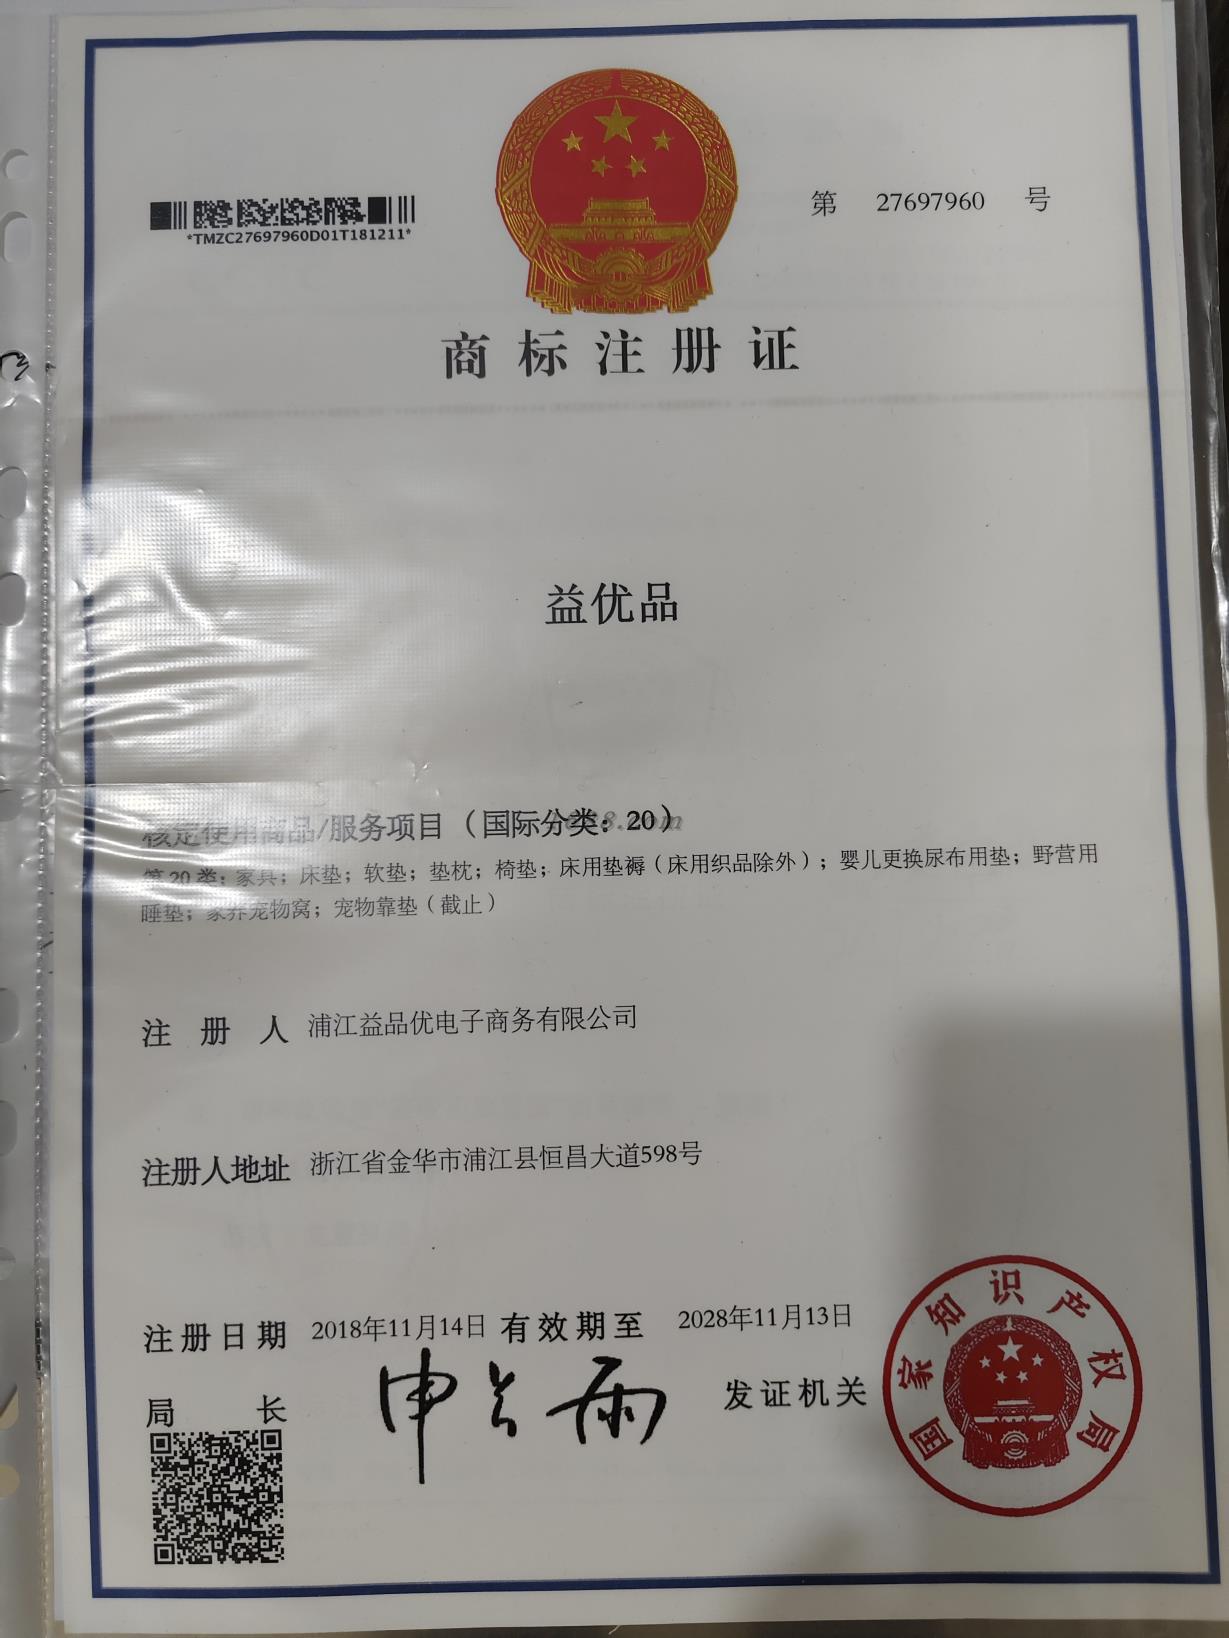 第 27697960 号
*TMZC27697960D01T181211*
商标注册证
益优品
核定使用商品/服务项目（国际分类：20）
第20类：家具；床垫；软垫；垫枕；椅垫；床用垫褥（床用织品除外）；婴儿更换尿布用垫；野营用
睡垫；家养宠物窝；宠物靠垫（截止）
注册人 浦江益品优电子商务有限公司
注册人地址 浙江省金华市浦江县恒昌大道598号
注册日期 2018年11月14日 有效期至 2028年11月13日
局长 申长雨 发证机关
国家知识产权局